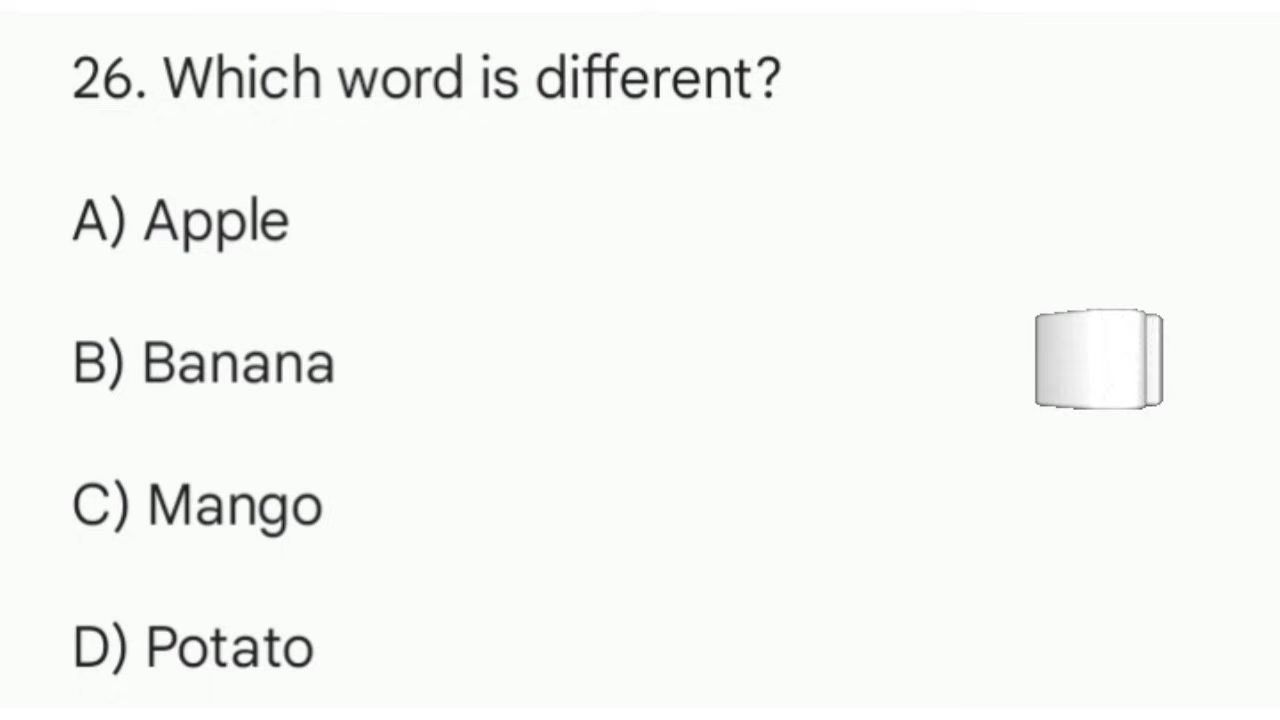 26. Which word is different?
A) Apple
B) Banana
C) Mango
D) Potato